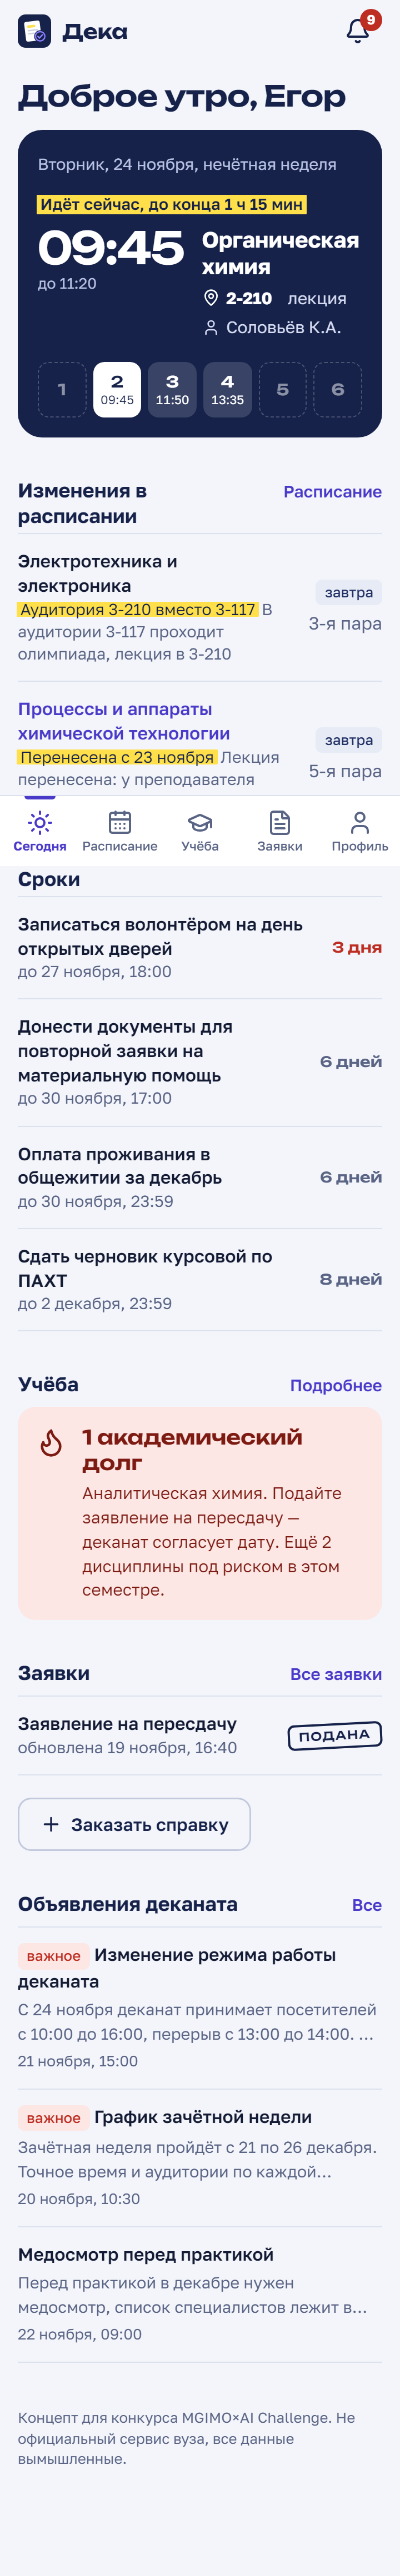 Дека
9
Доброе утро, Егор
Вторник, 24 ноября, нечётная неделя
Идёт сейчас, до конца 1 ч 15 мин
09:45
до 11:20
Органическая
химия
2-210 лекция
Соловьёв К.А.
1
2
09:45
3
11:50
4
13:35
5
6
Изменения в
расписании
Расписание
Электротехника и
электроника
Аудитория 3-210 вместо 3-117 В
аудитории 3-117 проходит
олимпиада, лекция в 3-210
завтра
3-я пара
Процессы и аппараты
химической технологии
Перенесена с 23 ноября Лекция
перенесена: у преподавателя
завтра
5-я пара
Сегодня
Расписание
Учёба
Заявки
Профиль
Сроки
Записаться волонтёром на день
открытых дверей
до 27 ноября, 18:00
3 дня
Донести документы для
повторной заявки на
материальную помощь
до 30 ноября, 17:00
6 дней
Оплата проживания в
общежитии за декабрь
до 30 ноября, 23:59
6 дней
Сдать черновик курсовой по
ПАХТ
до 2 декабря, 23:59
8 дней
Учёба
Подробнее
1 академический
долг
Аналитическая химия. Подайте
заявление на пересдачу —
деканат согласует дату. Ещё 2
дисциплины под риском в этом
семестре.
Заявки
Все заявки
Заявление на пересдачу
обновлена 19 ноября, 16:40
ПОДАНА
Заказать справку
Объявления деканата
Все
важное Изменение режима работы
деканата
С 24 ноября деканат принимает посетителей
с 10:00 до 16:00, перерыв с 13:00 до 14:00. …
21 ноября, 15:00
важное График зачётной недели
Зачётная неделя пройдёт с 21 по 26 декабря.
Точное время и аудитории по каждой…
20 ноября, 10:30
Медосмотр перед практикой
Перед практикой в декабре нужен
медосмотр, список специалистов лежит в…
22 ноября, 09:00
Концепт для конкурса MGIMO×AI Challenge. Не
официальный сервис вуза, все данные
вымышленные.